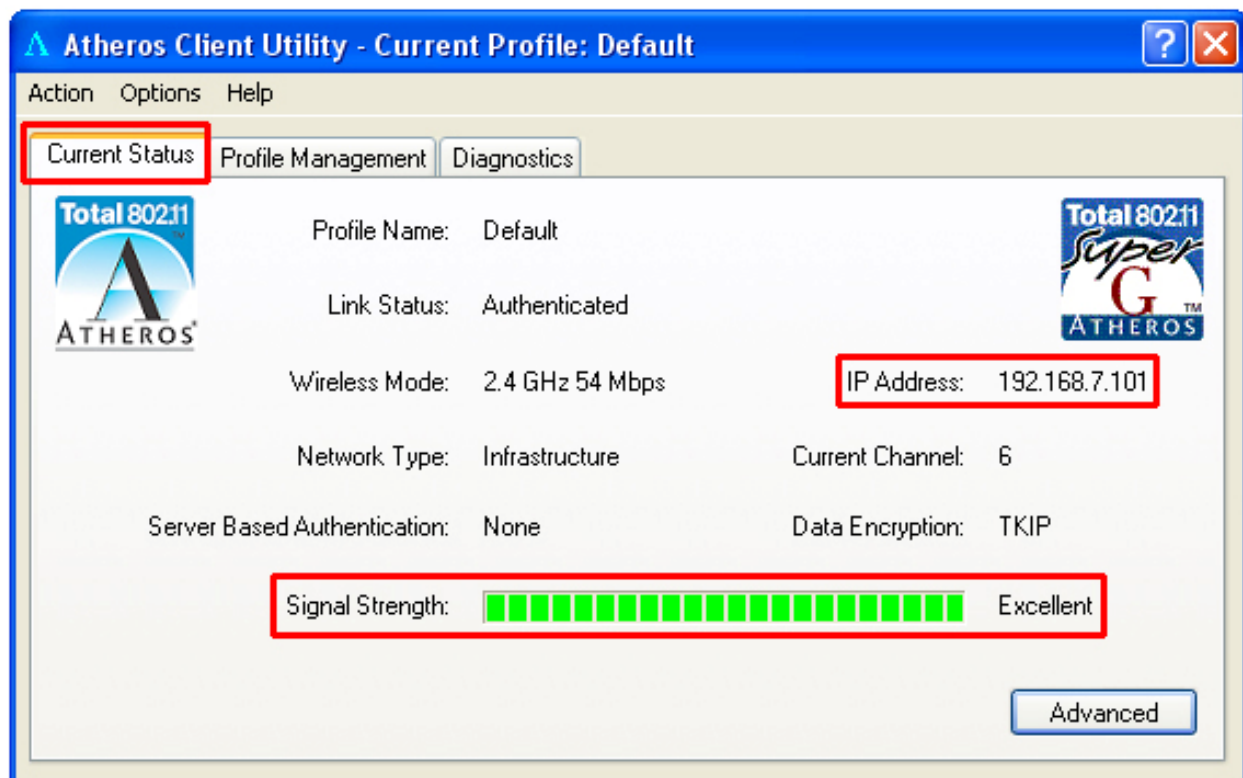 Atheros Client Utility - Current Profile: Default
Action Options Help
Current Status Profile Management Diagnostics
Total 802.11
TM
ATHEROS®
Total 802.11
Super
G TM
ATHEROS
Profile Name: Default
Link Status: Authenticated
Wireless Mode: 2.4 GHz 54 Mbps IP Address: 192.168.7.101
Network Type: Infrastructure Current Channel: 6
Server Based Authentication: None Data Encryption: TKIP
Signal Strength: Excellent
Advanced